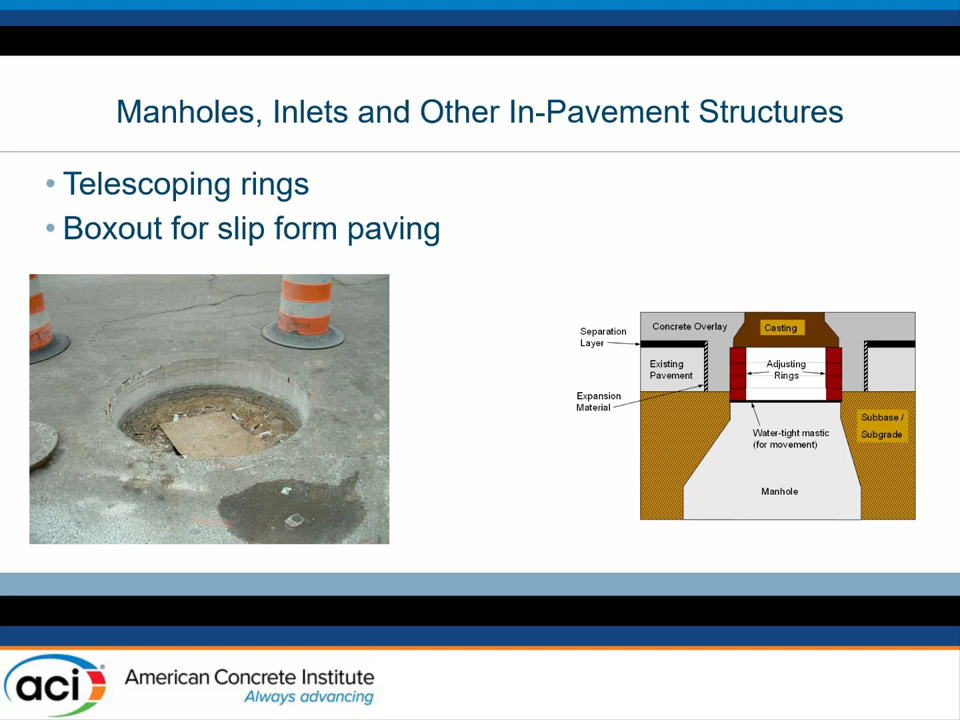 Manholes, Inlets and Other In-Pavement Structures
• Telescoping rings
• Boxout for slip form paving
Separation
Layer
Concrete Overlay
Casting
Existing
Pavement
Adjusting
Rings
Expansion
Material
Subbase /
Subgrade
Water-tight mastic
(for movement)
Manhole
aci
American Concrete Institute
Always advancing